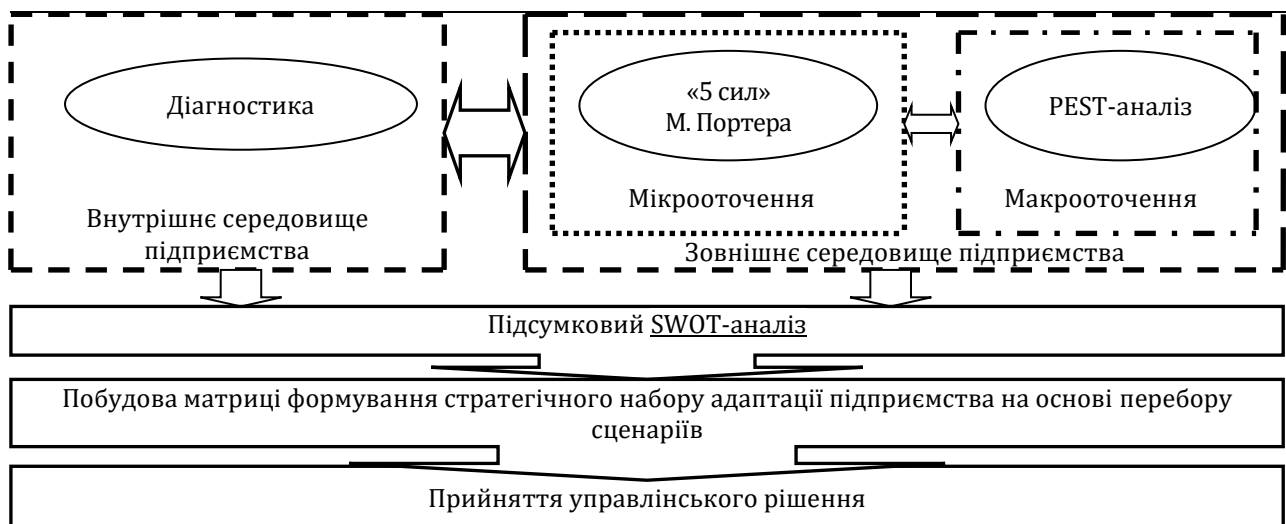 Діагностика
Внутрішнє середовище
підприємства
«5 сил»
М. Портера
Мікрооточення
PEST-аналіз
Макрооточення
Зовнішнє середовище підприємства
Підсумковий SWOT-аналіз
Побудова матриці формування стратегічного набору адаптації підприємства на основі перебору
сценаріїв
Прийняття управлінського рішення